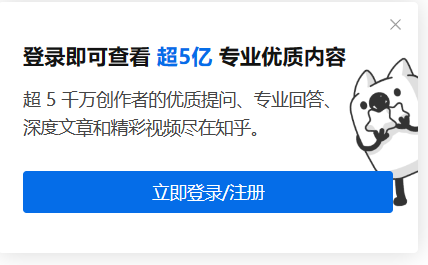 登录即可查看 超5亿 专业优质内容
超 5 千万创作者的优质提问、专业回答、
深度文章和精彩视频尽在知乎。
立即登录/注册